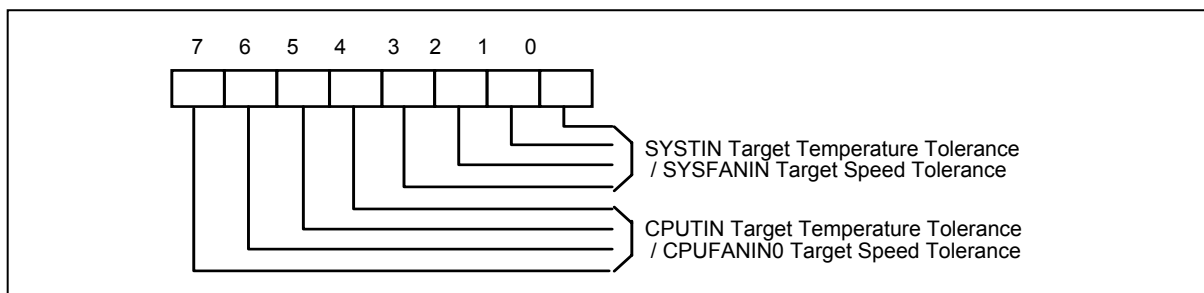 7 6 5 4 3 2 1 0
SYSTIN Target Temperature Tolerance
/ SYSFANIN Target Speed Tolerance
CPUTIN Target Temperature Tolerance
/ CPUFANIN0 Target Speed Tolerance